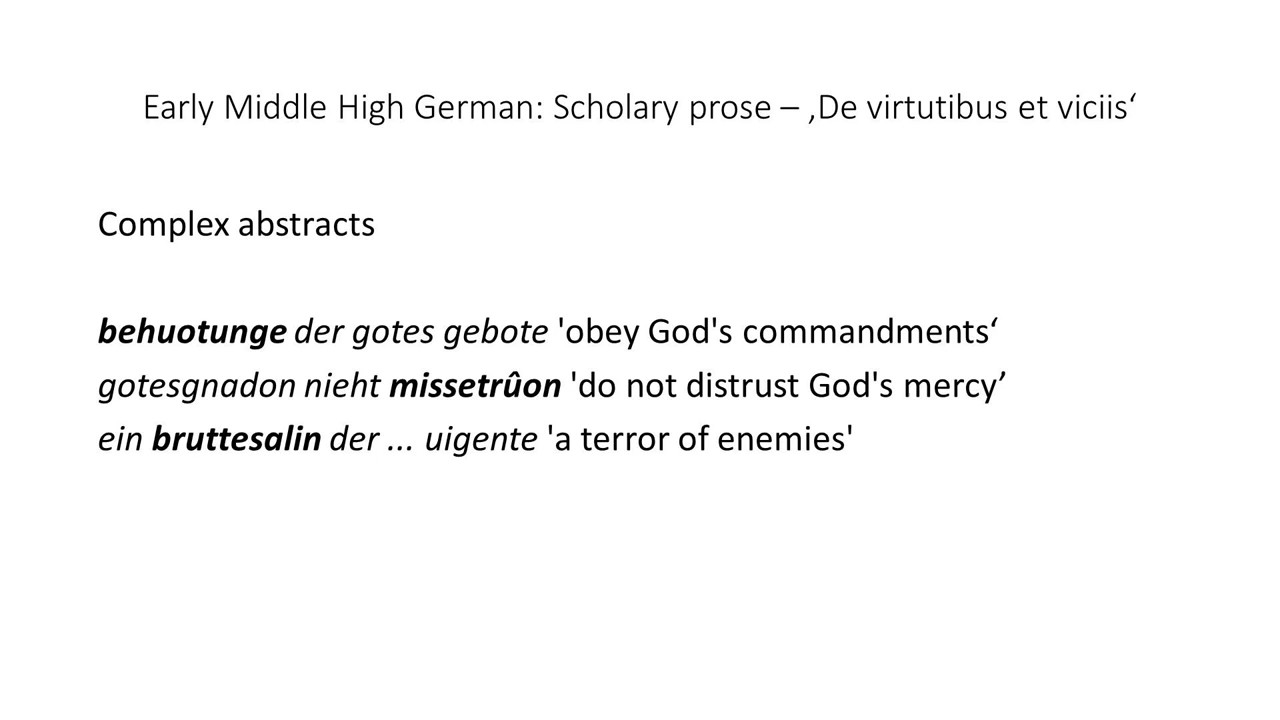 Early Middle High German: Scholary prose – ‚De virtutibus et viciis‘
Complex abstracts
behuotunge der gotes gebote 'obey God's commandments‘
gotesgnadon nieht missetrûon 'do not distrust God's mercy’
ein bruttesalin der ... uigente 'a terror of enemies'